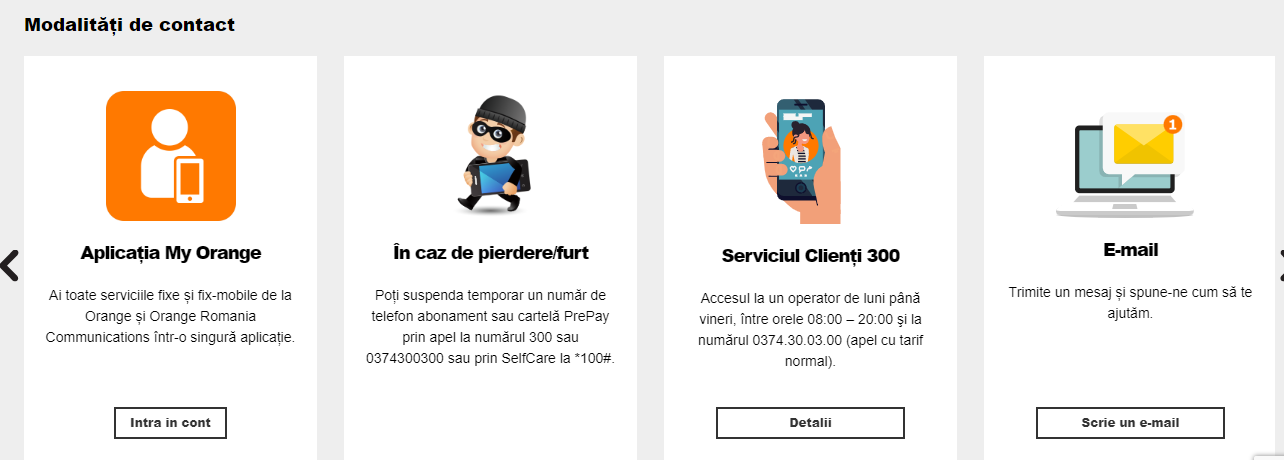 Modalități de contact
Aplicația My Orange
Ai toate serviciile fixe și fix-mobile de la
Orange și Orange Romania
Communications într-o singură aplicație.
Intra in cont
În caz de pierdere/furt
Poți suspenda temporar un număr de
telefon abonament sau cartelă PrePay
prin apel la numărul 300 sau
0374300300 sau prin SelfCare la *100#.
Serviciul Clienți 300
Accesul la un operator de luni până
vineri, între orele 08:00 – 20:00 şi la
numărul 0374.30.03.00 (apel cu tarif
normal).
Detalii
1
E-mail
Trimite un mesaj și spune-ne cum să te
ajutăm.
Scrie un e-mail